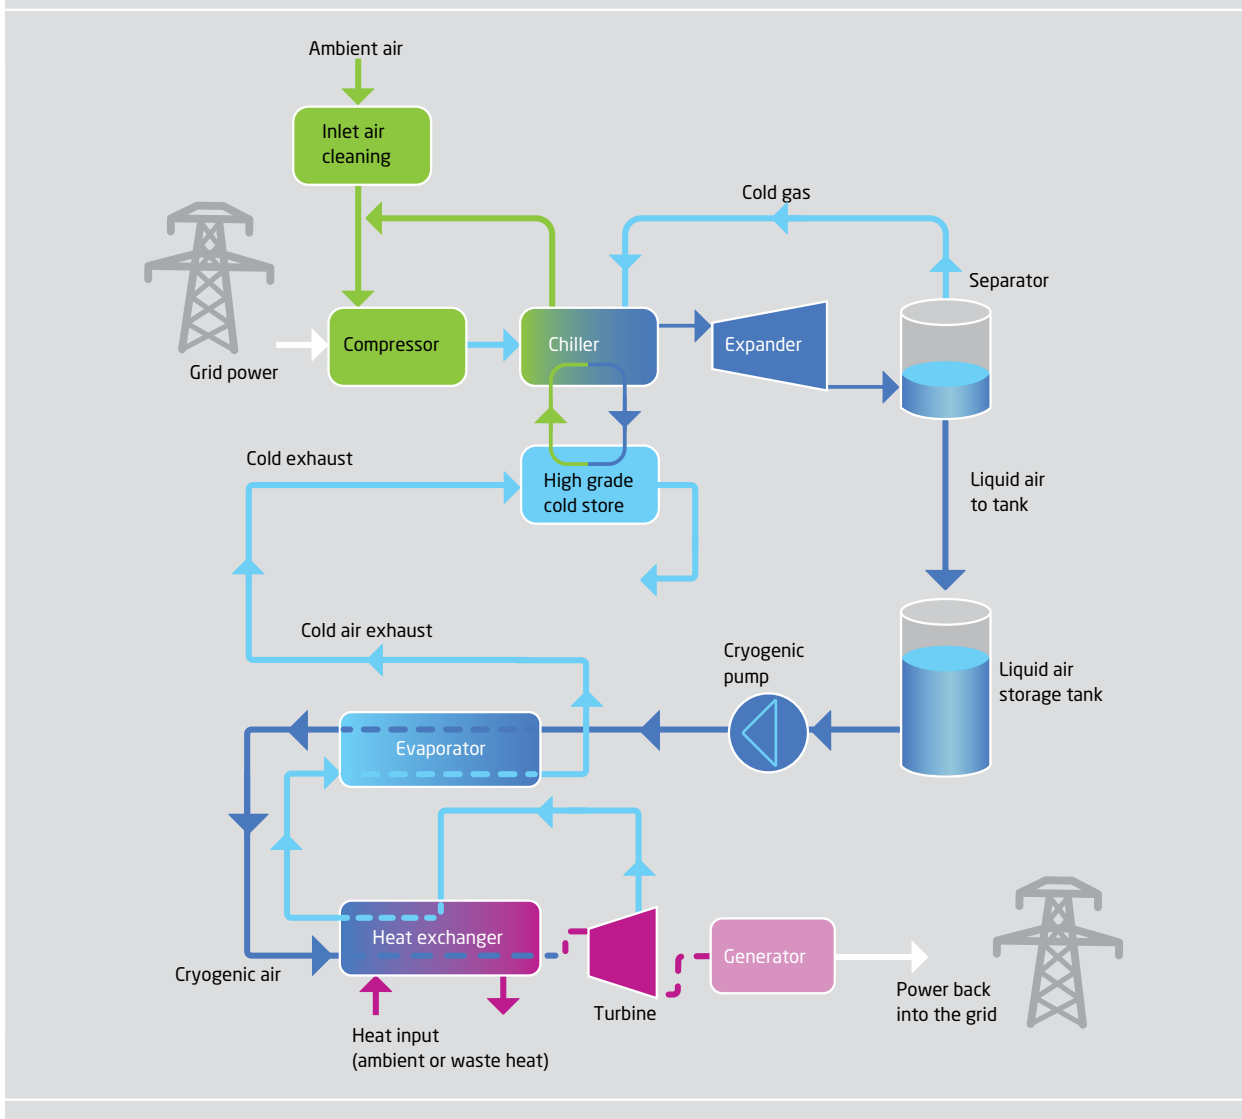 Ambient air
Inlet air
cleaning
Cold gas
Separator
Compressor
Chiller
Expander
Grid power
Cold exhaust
High grade
cold store
Liquid air
to tank
Cold air exhaust
Cryogenic
pump
Liquid air
storage tank
Evaporator
Heat exchanger
Generator
Cryogenic air
Turbine
Power back
into the grid
Heat input
(ambient or waste heat)